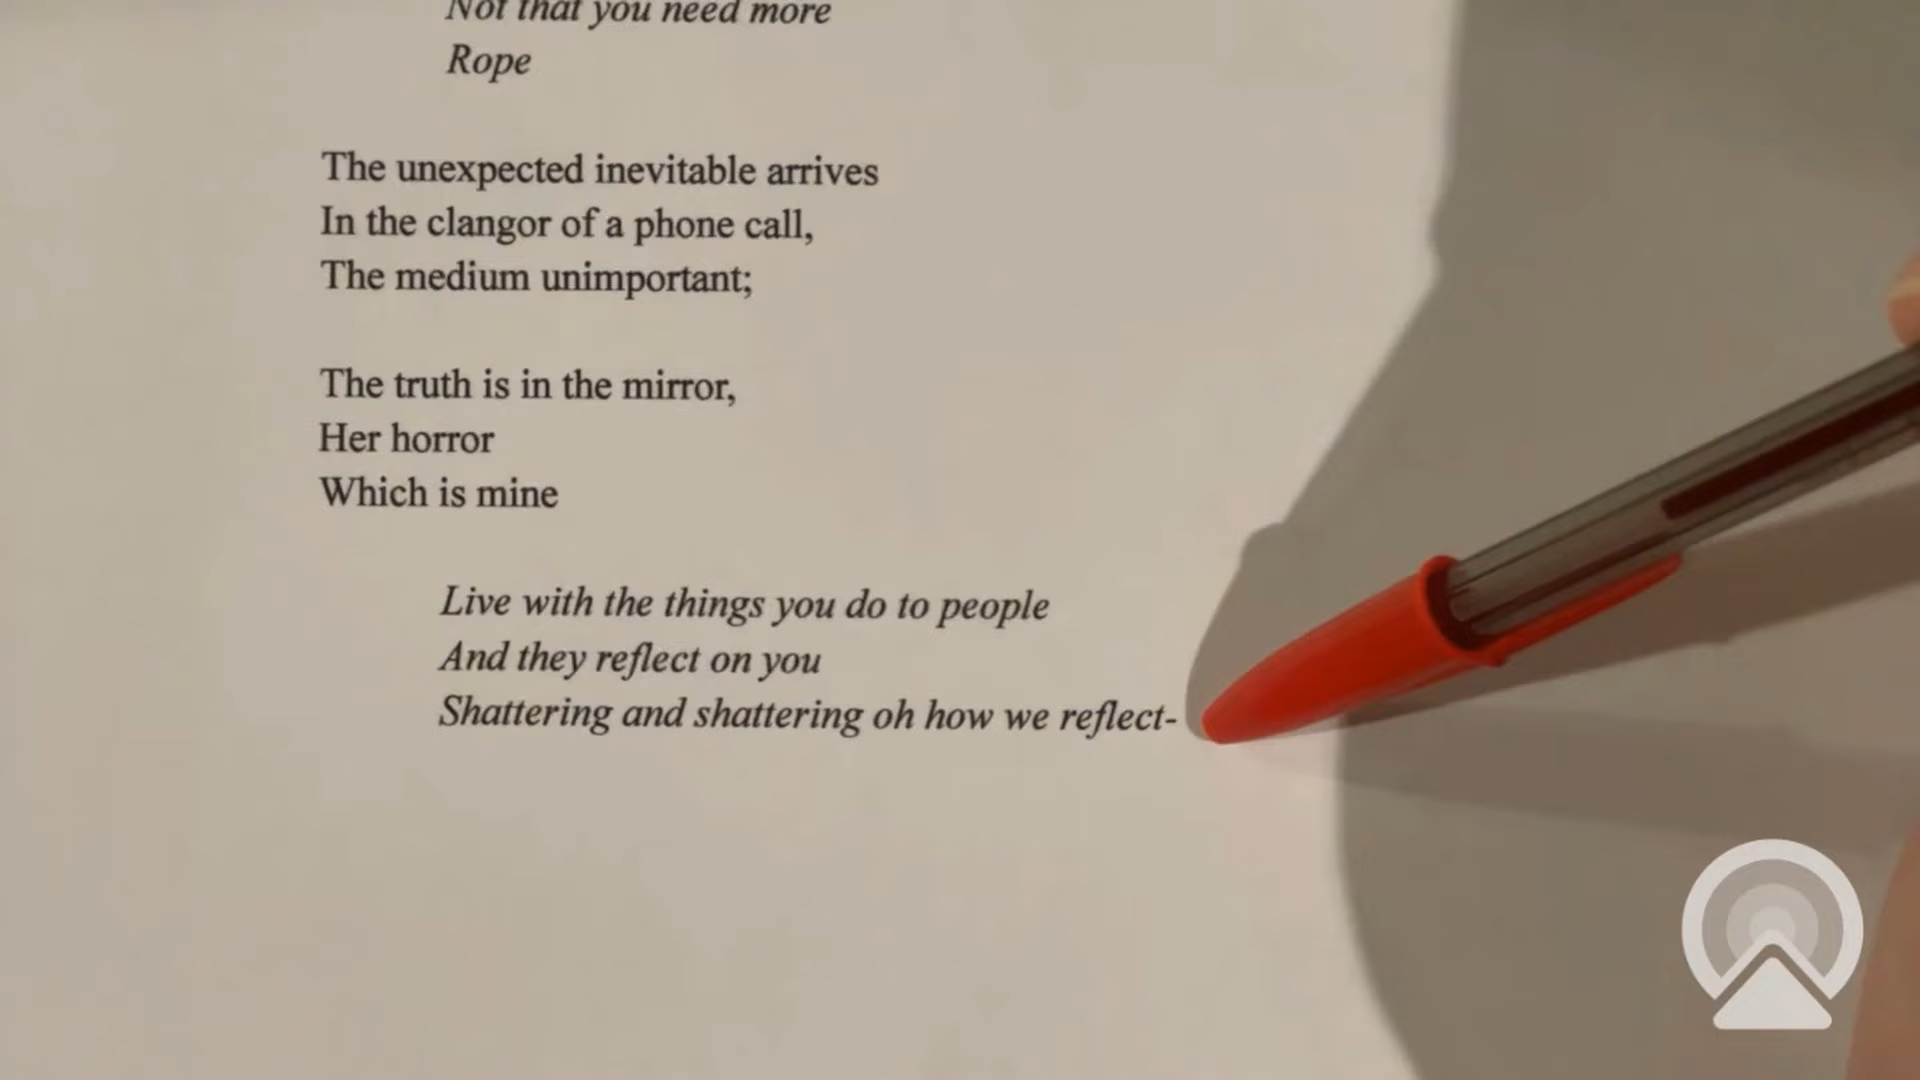 Not that you need more
Rope
The unexpected inevitable arrives
In the clangor of a phone call,
The medium unimportant;
The truth is in the mirror,
Her horror
Which is mine
Live with the things you do to people
And they reflect on you
Shattering and shattering oh how we reflect-